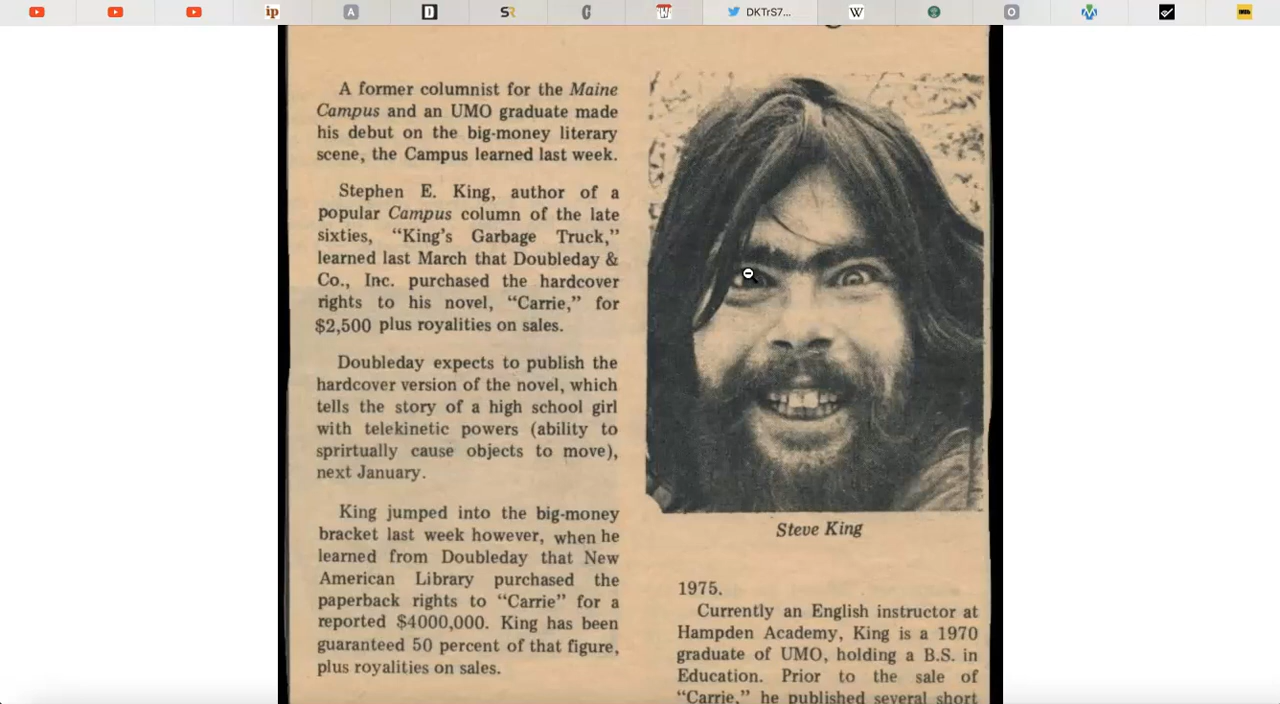 ip
A
D
SR
W
DKTrS7...
W
O
A former columnist for the Maine
Campus and an UMO graduate made
his debut on the big-money literary
scene, the Campus learned last week.
Stephen E. King, author of a
popular Campus column of the late
sixties, “King’s Garbage Truck,”
learned last March that Doubleday &
Co., Inc. purchased the hardcover
rights to his novel, “Carrie,” for
$2,500 plus royalities on sales.
Doubleday expects to publish the
hardcover version of the novel, which
tells the story of a high school girl
with telekinetic powers (ability to
sprirtually cause objects to move),
next January.
King jumped into the big-money
bracket last week however, when he
learned from Doubleday that New
American Library purchased the
paperback rights to “Carrie” for a
reported $4000,000. King has been
guaranteed 50 percent of that figure,
plus royalities on sales.
Steve King
1975.
Currently an English instructor at
Hampden Academy, King is a 1970
graduate of UMO, holding a B.S. in
Education. Prior to the sale of
“Carrie,” he published several short